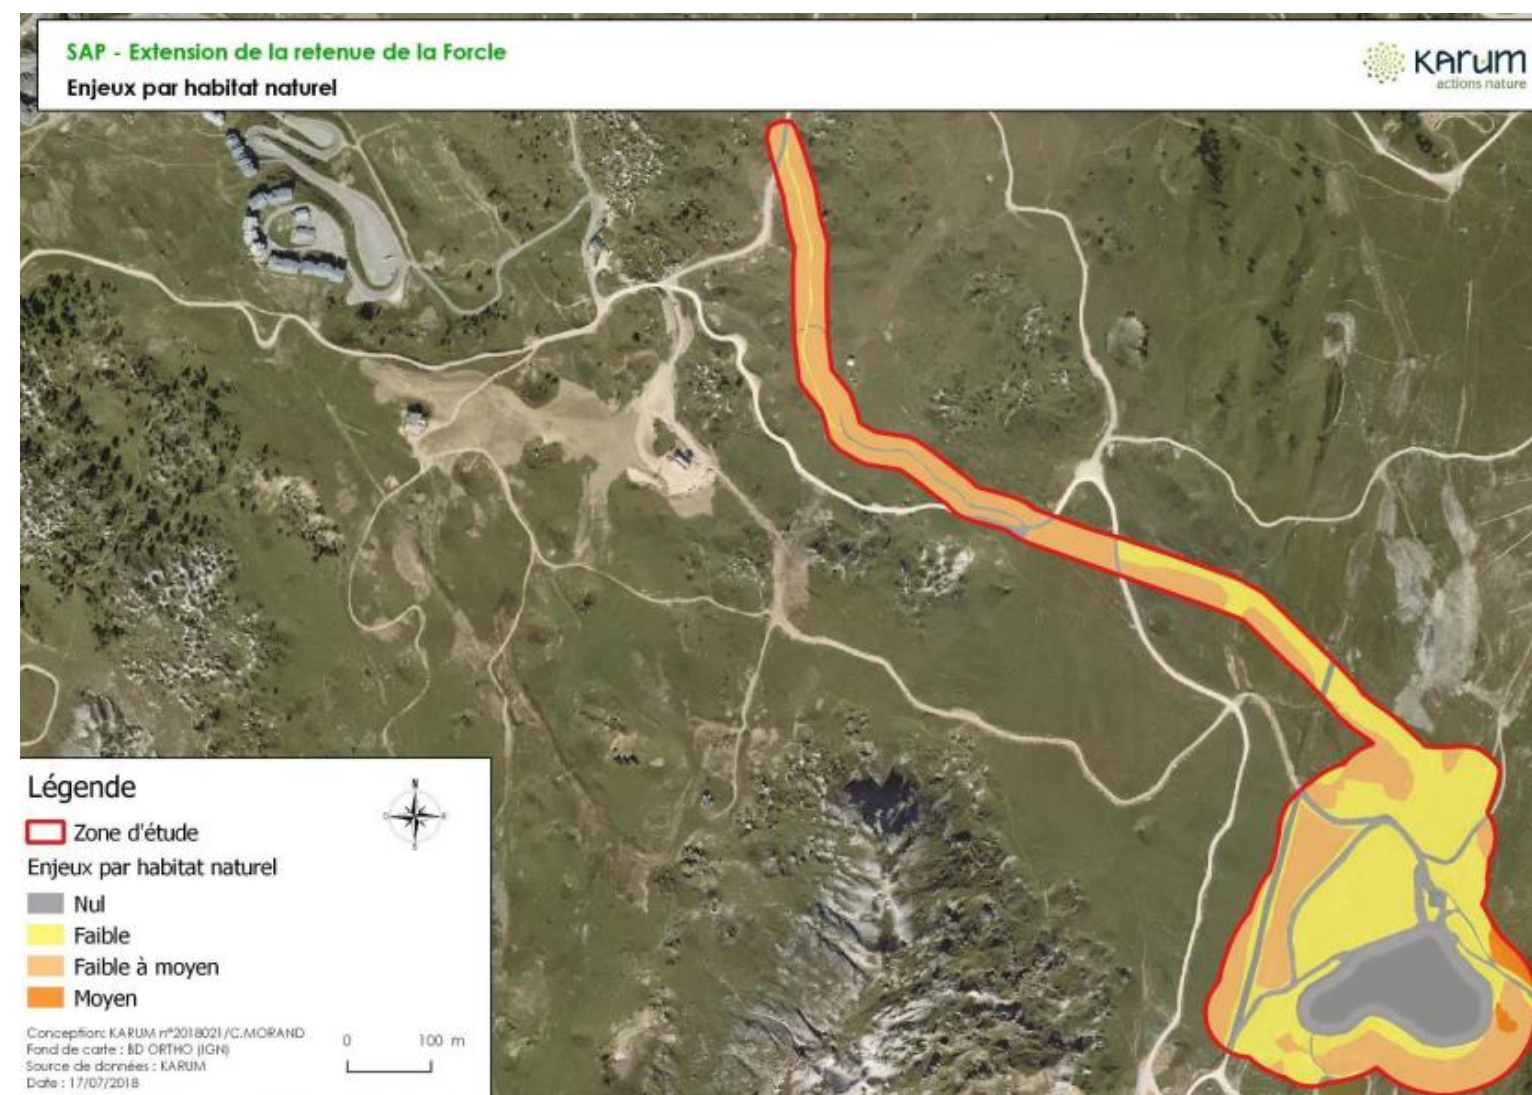 SAP - Extension de la retenue de la Forcle
Enjeux par habitat naturel
KARUM
actions nature
Légende
N
O
E
S
Zone d'étude
Enjeux par habitat naturel
Nul
Faible
Faible à moyen
Moyen
Conception: KARUM n°2018021/C.MORAND
Fond de carte : BD ORTHO (IGN)
Source de données : KARUM
Date : 17/07/2018
0 100 m